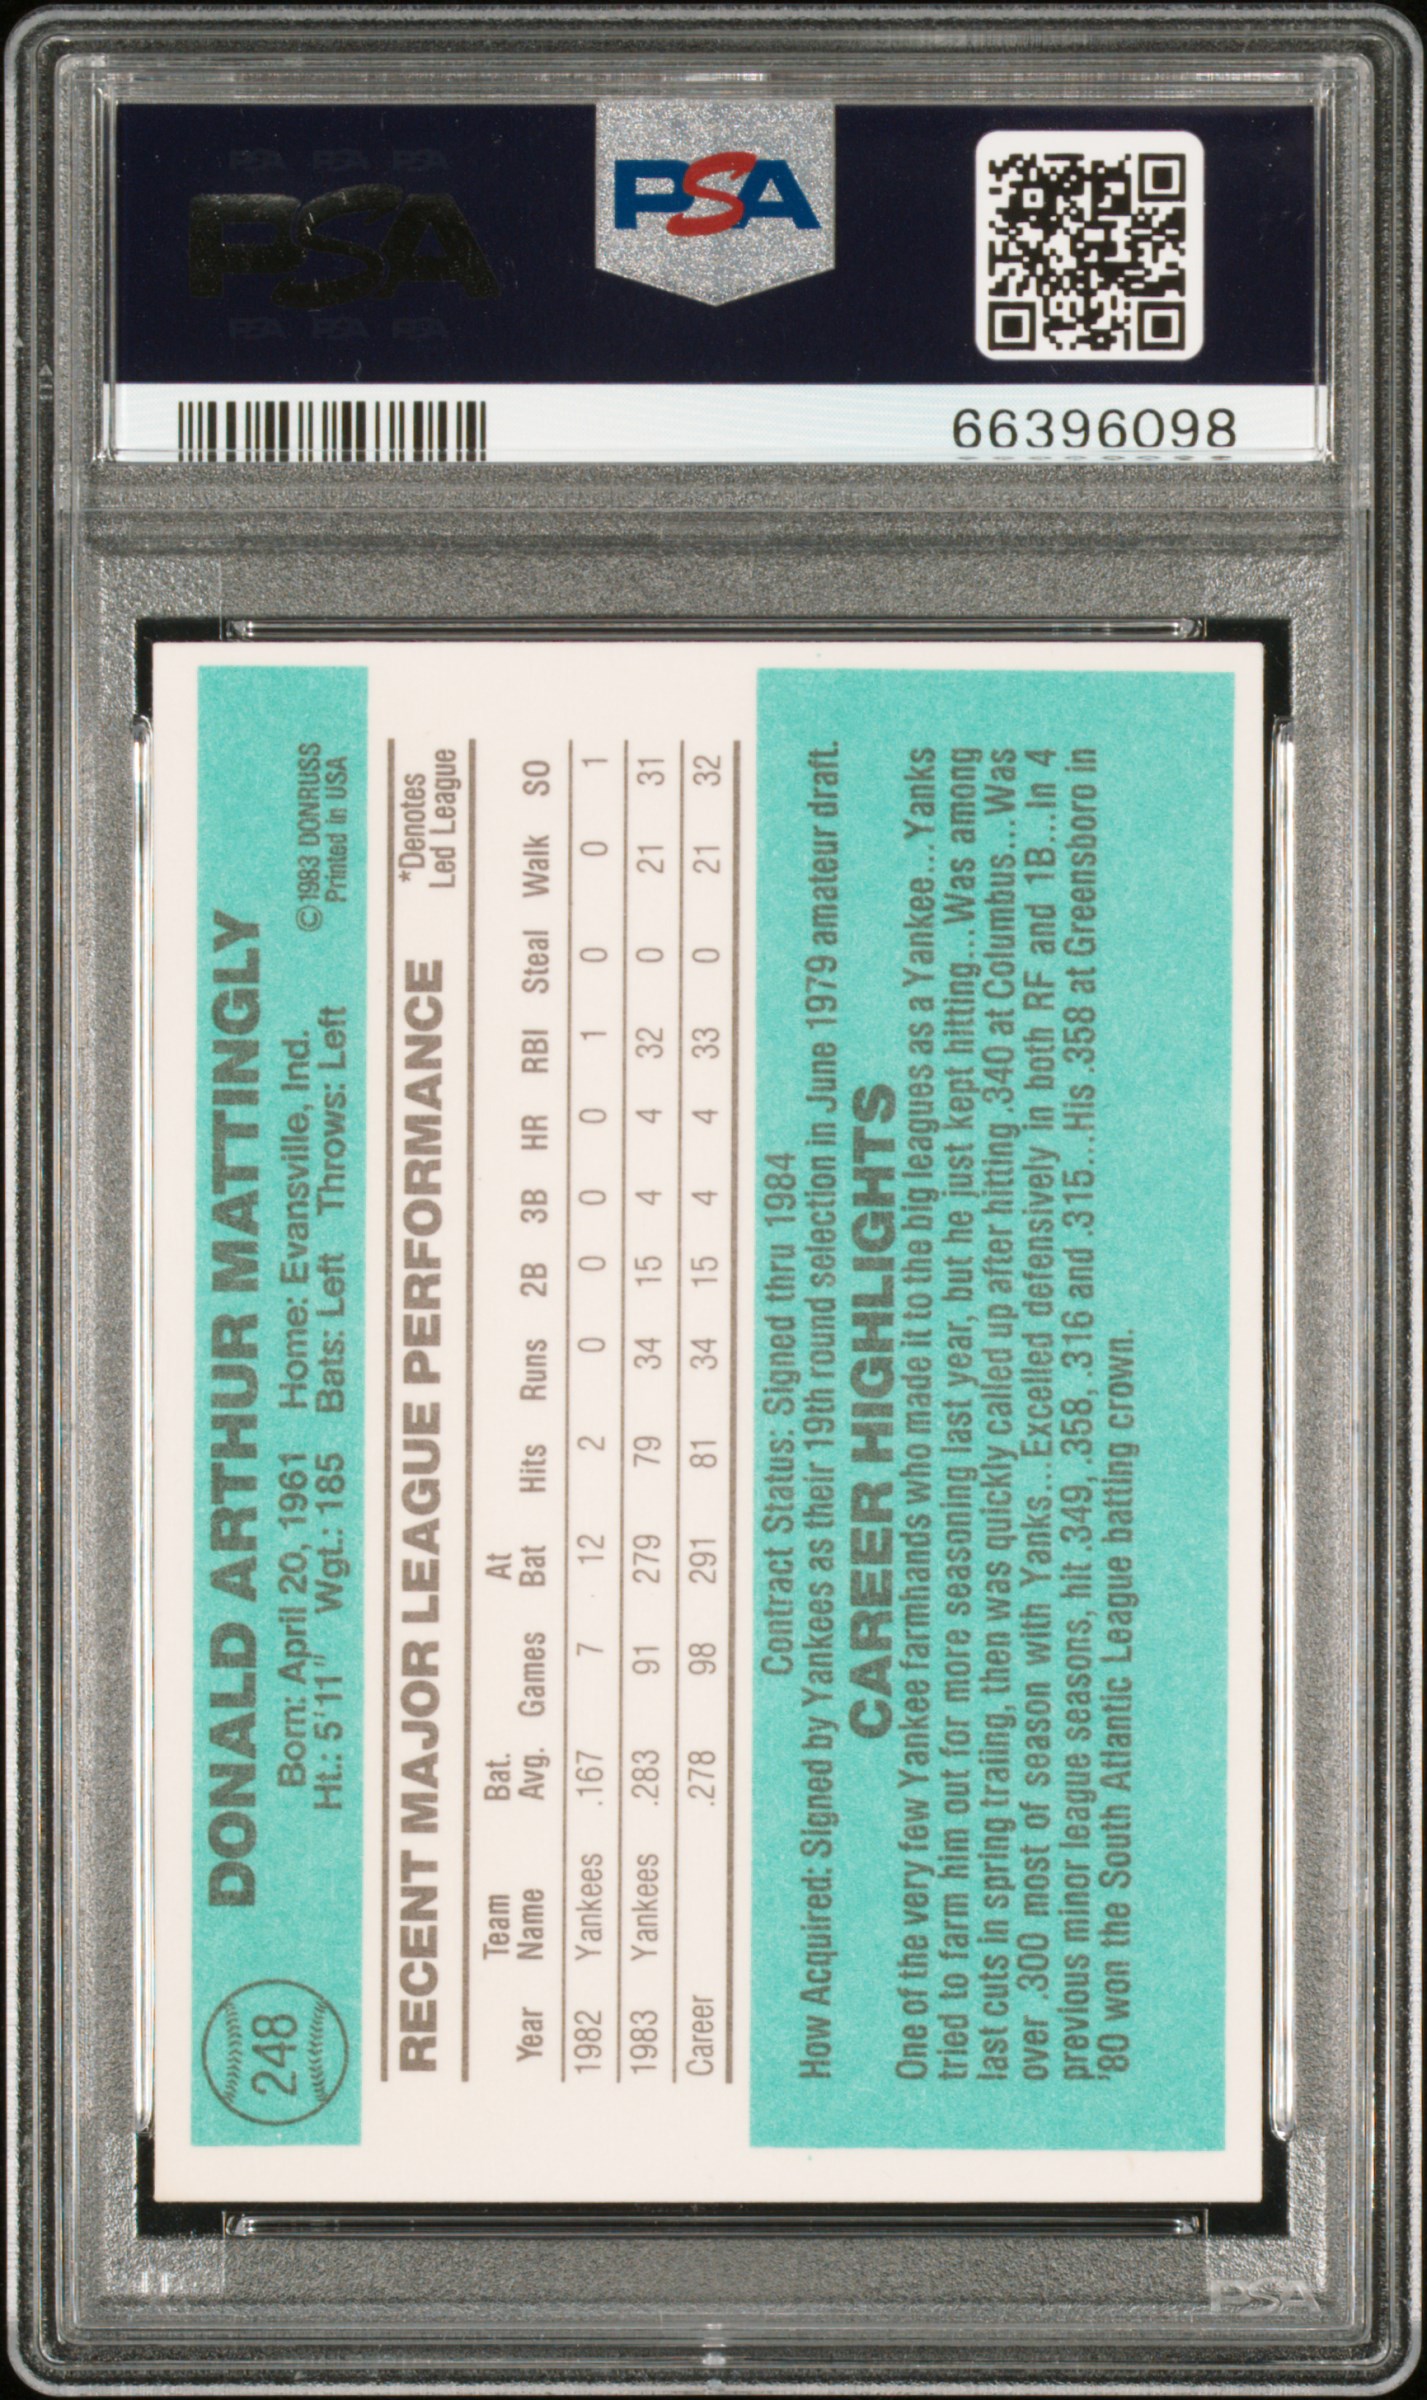 PSA PSA PSA
PSA
PSA PSA PSA
PSA
66396098
248
DONALD ARTHUR MATTINGLY
Born: April 20, 1961 Home: Evansville, Ind. ©1983 DONRUSS
Ht.: 5'11" Wgt.: 185 Bats: Left Throws: Left Printed in USA
RECENT MAJOR LEAGUE PERFORMANCE
*Denotes
Led League
Year Team Name Bat. Avg. Games At Bat Hits Runs 2B 3B HR RBI Steal Walk SO
1982 Yankees .167 7 12 2 0 0 0 0 1 0 0 1
1983 Yankees .283 91 279 79 34 15 4 4 32 0 21 31
Career .278 98 291 81 34 15 4 4 33 0 21 32
Contract Status: Signed thru 1984
How Acquired: Signed by Yankees as their 19th round selection in June 1979 amateur draft.
CAREER HIGHLIGHTS
One of the very few Yankee farmhands who made it to the big leagues as a Yankee...Yanks
tried to farm him out for more seasoning last year, but he just kept hitting...Was among
last cuts in spring traiing, then was quickly called up after hitting .340 at Columbus...Was
over .300 most of season with Yanks...Excelled defensively in both RF and 1B...In 4
previous minor league seasons, hit .349, .358, .316 and .315....His .358 at Greensboro in
'80 won the South Atlantic League batting crown.
PSA